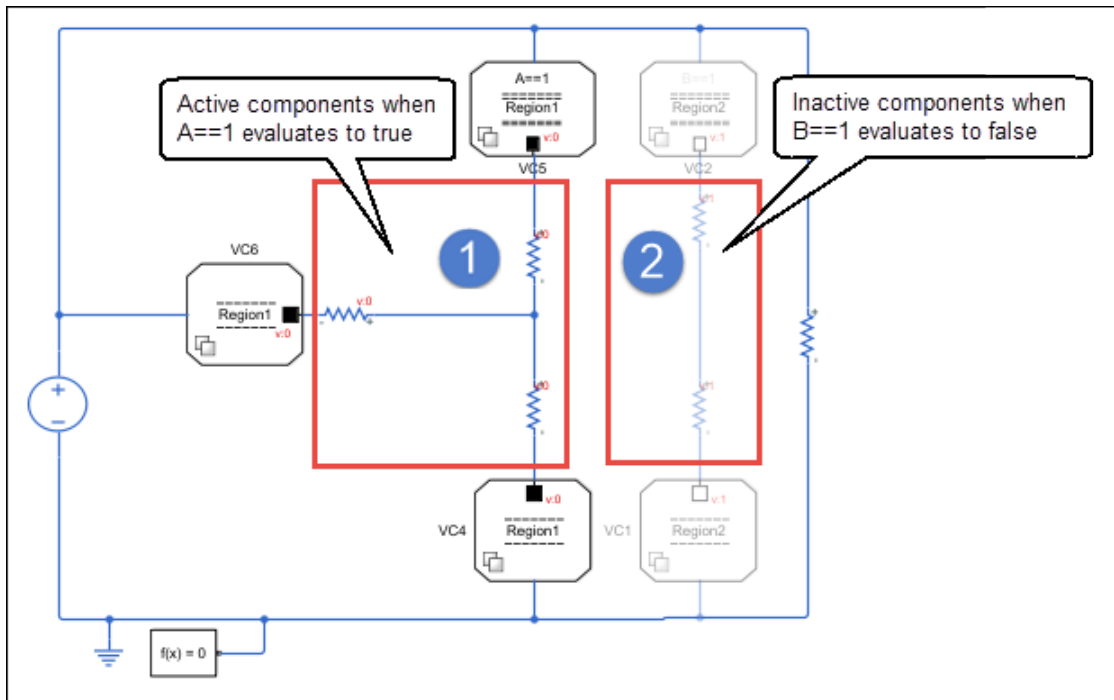 Active components when
A==1 evaluates to true
A==1
Region1
v:0
VC5
B==1
Region2
v:1
VC2
Inactive components when
B==1 evaluates to false
1
2
v:0
v:1
VC6
Region1
v:0
v:0
+
-
v:0
v:1
+
-
VC4
v:0
Region1
VC1
v:1
Region2
f(x) = 0